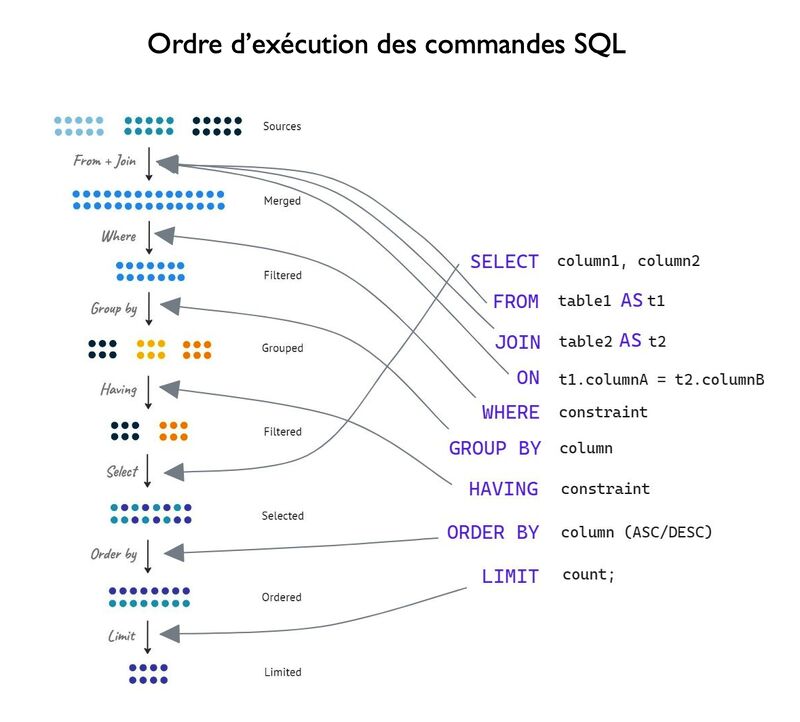 Ordre d’exécution des commandes SQL
Sources
From + Join
Merged
Where
Filtered
Group by
Grouped
Having
Filtered
Select
Selected
Order by
Ordered
Limit
Limited
SELECT column1, column2
FROM table1 AS t1
JOIN table2 AS t2
ON t1.columnA = t2.columnB
WHERE constraint
GROUP BY column
HAVING constraint
ORDER BY column (ASC/DESC)
LIMIT count;